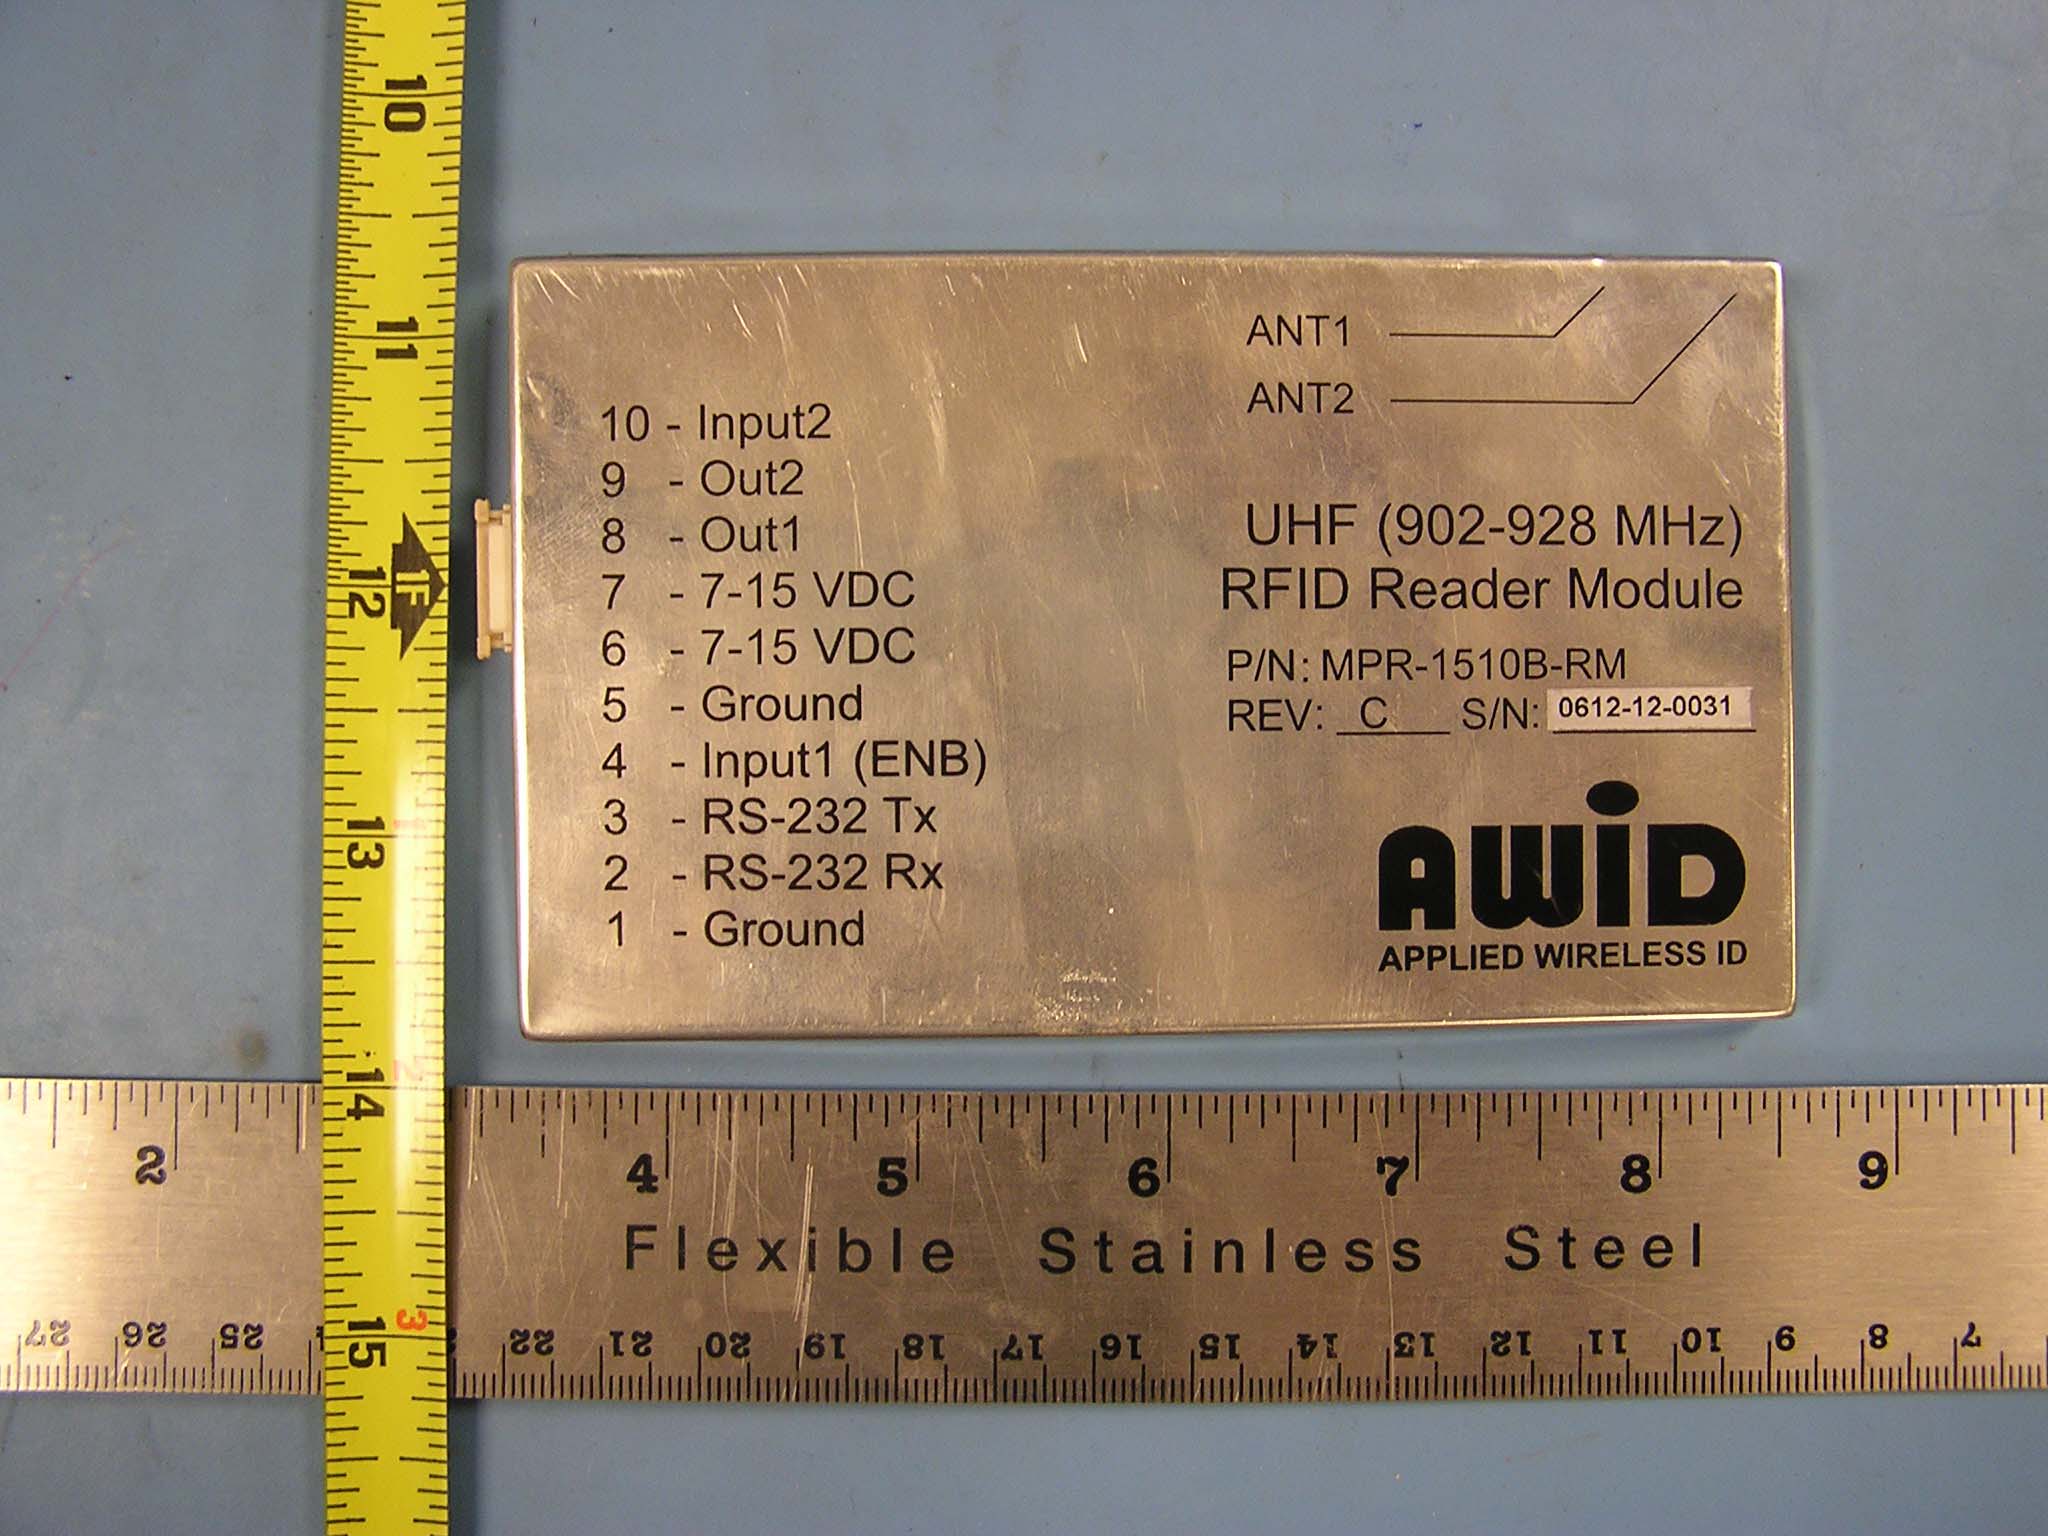 10
11
12
1F
13
1
14
2
15
3
ANT1
ANT2
10 - Input2
9 - Out2
8 - Out1
7 - 7-15 VDC
6 - 7-15 VDC
5 - Ground
4 - Input1 (ENB)
3 - RS-232 Tx
2 - RS-232 Rx
1 - Ground
UHF (902-928 MHz)
RFID Reader Module
P/N: MPR-1510B-RM
REV: C S/N: 0612-12-0031
AWiD
APPLIED WIRELESS ID
2 4 5 6 7 8 9
Flexible Stainless Steel
27 26 25 22 21 20 19 18 17 16 15 14 13 12 11 10 9 8 7